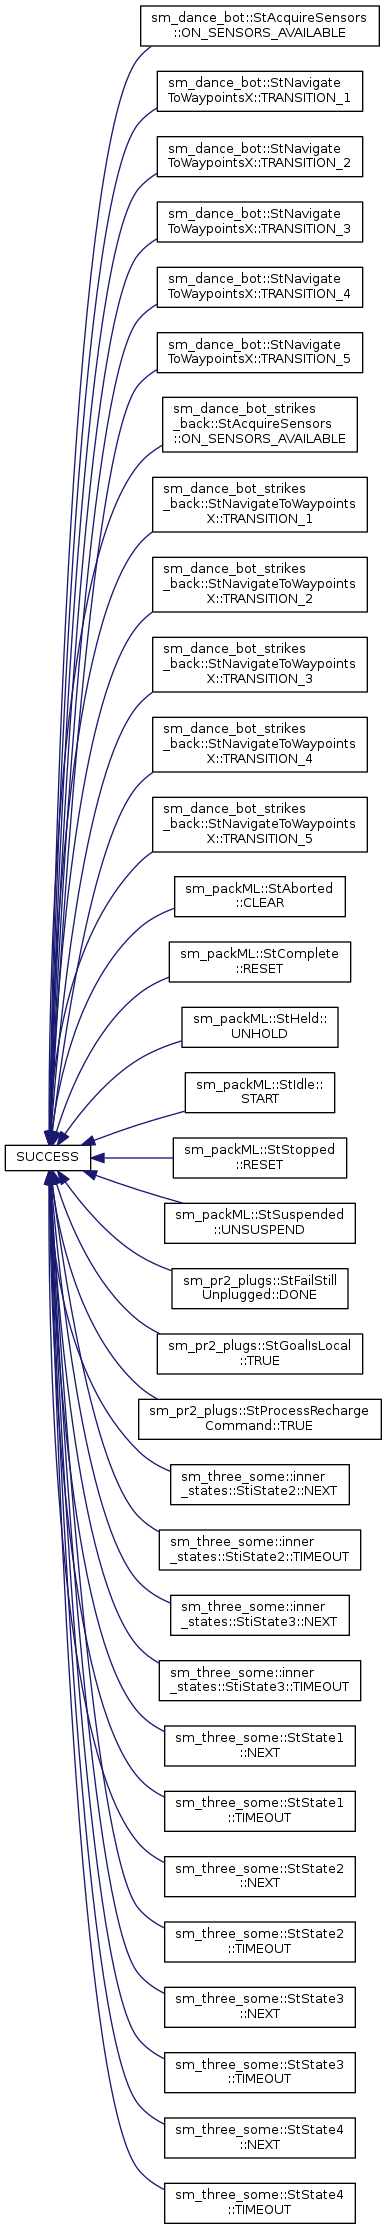 sm_dance_bot::StAcquireSensors
::ON_SENSORS_AVAILABLE
sm_dance_bot::StNavigate
ToWaypointsX::TRANSITION_1
sm_dance_bot::StNavigate
ToWaypointsX::TRANSITION_2
sm_dance_bot::StNavigate
ToWaypointsX::TRANSITION_3
sm_dance_bot::StNavigate
ToWaypointsX::TRANSITION_4
sm_dance_bot::StNavigate
ToWaypointsX::TRANSITION_5
sm_dance_bot_strikes
_back::StAcquireSensors
::ON_SENSORS_AVAILABLE
sm_dance_bot_strikes
_back::StNavigateToWaypoints
X::TRANSITION_1
sm_dance_bot_strikes
_back::StNavigateToWaypoints
X::TRANSITION_2
sm_dance_bot_strikes
_back::StNavigateToWaypoints
X::TRANSITION_3
sm_dance_bot_strikes
_back::StNavigateToWaypoints
X::TRANSITION_4
sm_dance_bot_strikes
_back::StNavigateToWaypoints
X::TRANSITION_5
sm_packML::StAborted
::CLEAR
sm_packML::StComplete
::RESET
sm_packML::StHeld::
UNHOLD
sm_packML::StIdle::
START
SUCCESS
sm_packML::StStopped
::RESET
sm_packML::StSuspended
::UNSUSPEND
sm_pr2_plugs::StFailStill
Unplugged::DONE
sm_pr2_plugs::StGoalIsLocal
::TRUE
sm_pr2_plugs::StProcessRecharge
Command::TRUE
sm_three_some::inner
_states::StiState2::NEXT
sm_three_some::inner
_states::StiState2::TIMEOUT
sm_three_some::inner
_states::StiState3::NEXT
sm_three_some::inner
_states::StiState3::TIMEOUT
sm_three_some::StState1
::NEXT
sm_three_some::StState1
::TIMEOUT
sm_three_some::StState2
::NEXT
sm_three_some::StState2
::TIMEOUT
sm_three_some::StState3
::NEXT
sm_three_some::StState3
::TIMEOUT
sm_three_some::StState4
::NEXT
sm_three_some::StState4
::TIMEOUT